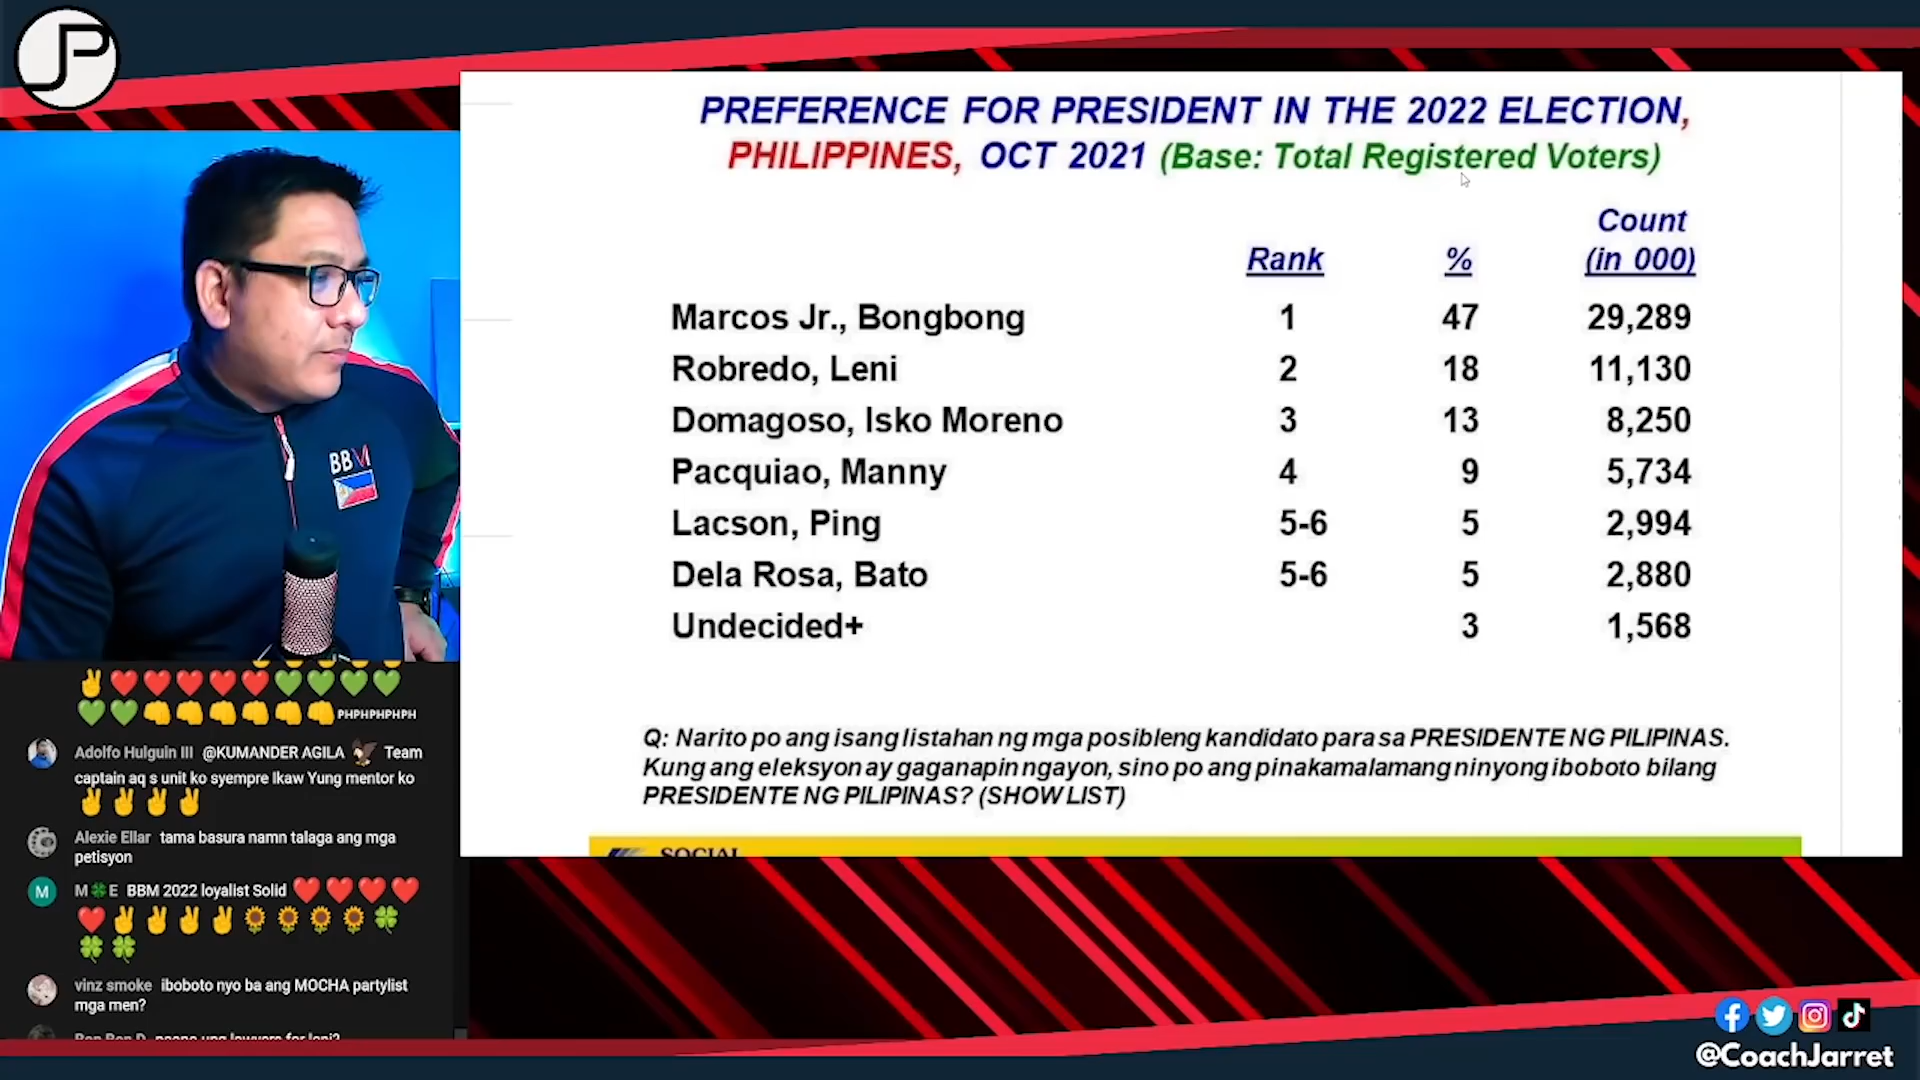 JP
PREFERENCE FOR PRESIDENT IN THE 2022 ELECTION,
PHILIPPINES, OCT 2021 (Base: Total Registered Voters)
Rank % Count (in 000)
Marcos Jr., Bongbong 1 47 29,289
Robredo, Leni 2 18 11,130
Domagoso, Isko Moreno 3 13 8,250
Pacquiao, Manny 4 9 5,734
Lacson, Ping 5-6 5 2,994
Dela Rosa, Bato 5-6 5 2,880
Undecided+ 3 1,568
Q: Narito po ang isang listahan ng mga posibleng kandidato para sa PRESIDENTE NG PILIPINAS.
Kung ang eleksyon ay gaganapin ngayon, sino po ang pinakamalamang ninyong iboboto bilang
PRESIDENTE NG PILIPINAS? (SHOW LIST)
SOCIAL
BBM
PHPHPHPHPH
Adolfo Hulguin III @KUMANDER AGILA Team
captain aq s unit ko syempre Ikaw Yung mentor ko
Alexie Ellar tama basura namn talaga ang mga
petisyon
M
M🍀E BBM 2022 loyalist Solid
vinz smoke iboboto nyo ba ang MOCHA partylist
mga men?
@CoachJarret